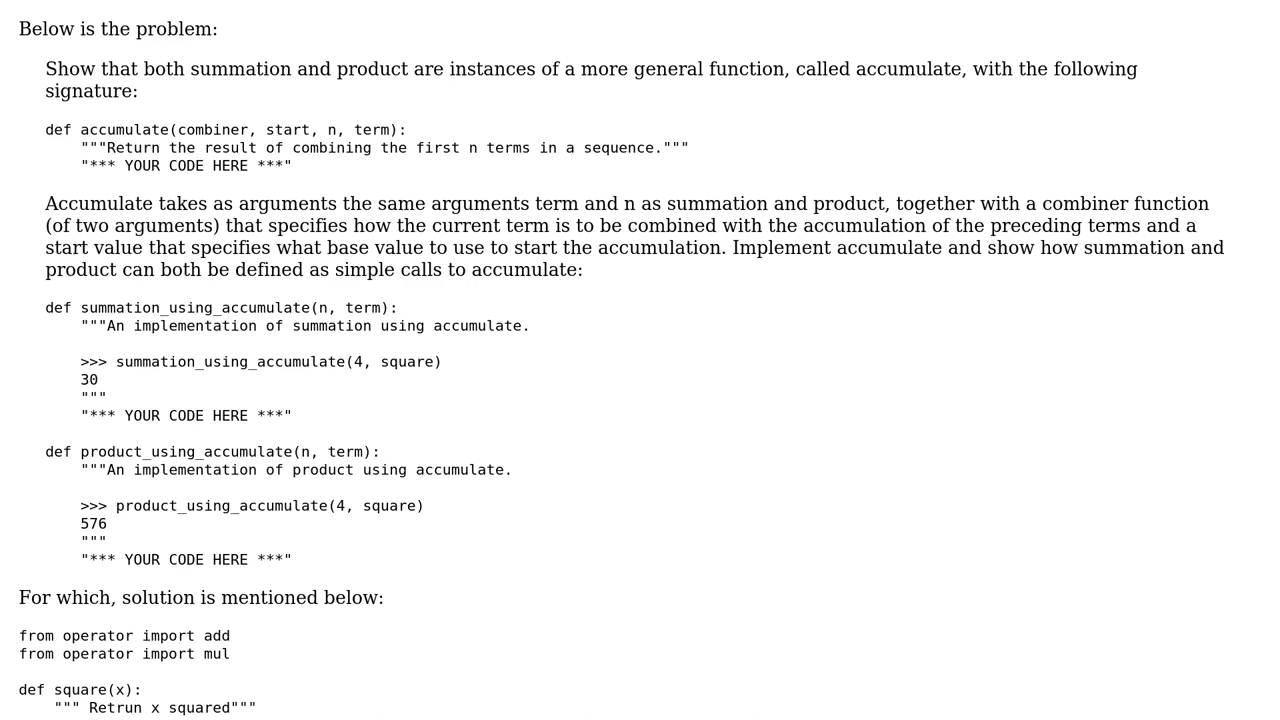 Below is the problem:
Show that both summation and product are instances of a more general function, called accumulate, with the following
signature:
def accumulate(combiner, start, n, term):
    """Return the result of combining the first n terms in a sequence."""
    "*** YOUR CODE HERE ***"
Accumulate takes as arguments the same arguments term and n as summation and product, together with a combiner function
(of two arguments) that specifies how the current term is to be combined with the accumulation of the preceding terms and a
start value that specifies what base value to use to start the accumulation. Implement accumulate and show how summation and
product can both be defined as simple calls to accumulate:
def summation_using_accumulate(n, term):
    """An implementation of summation using accumulate.
    >>> summation_using_accumulate(4, square)
    30
    """
    "*** YOUR CODE HERE ***"
def product_using_accumulate(n, term):
    """An implementation of product using accumulate.
    >>> product_using_accumulate(4, square)
    576
    """
    "*** YOUR CODE HERE ***"
For which, solution is mentioned below:
from operator import add
from operator import mul
def square(x):
    """ Retrun x squared"""